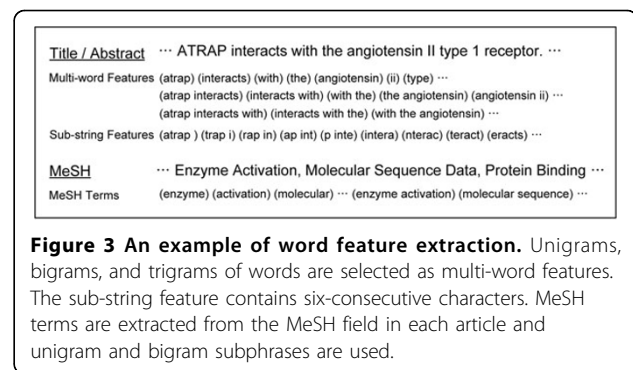 Title / Abstract ⋯ ATRAP interacts with the angiotensin II type 1 receptor. ⋯
Multi-word Features (atrap) (interacts) (with) (the) (angiotensin) (ii) (type) ⋯
(atrap interacts) (interacts with) (with the) (the angiotensin) (angiotensin ii) ⋯
(atrap interacts with) (interacts with the) (with the angiotensin) ⋯
Sub-string Features (atrap ) (trap i) (rap in) (ap int) (p inte) (intera) (nterac) (teract) (eracts) ⋯
MeSH ⋯ Enzyme Activation, Molecular Sequence Data, Protein Binding ⋯
MeSH Terms (enzyme) (activation) (molecular) ⋯ (enzyme activation) (molecular sequence) ⋯
Figure 3 An example of word feature extraction. Unigrams,
bigrams, and trigrams of words are selected as multi-word features.
The sub-string feature contains six-consecutive characters. MeSH
terms are extracted from the MeSH field in each article and
unigram and bigram subphrases are used.